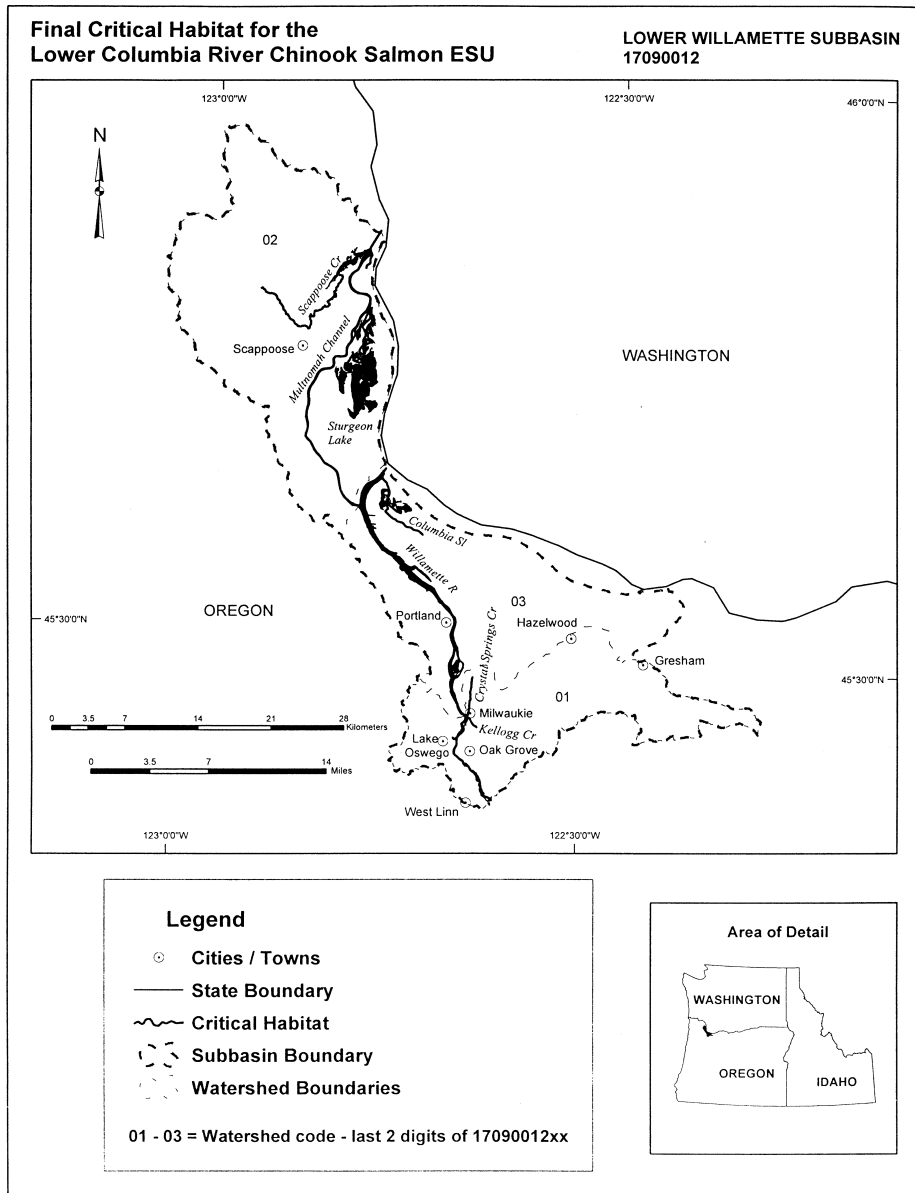 Final Critical Habitat for the
Lower Columbia River Chinook Salmon ESU
LOWER WILLAMETTE SUBBASIN
17090012
123°0'0"W
122°30'0"W
46°0'0"N
N
02
Scappoose Cr
Scappoose
Multnomah Channel
WASHINGTON
Sturgeon
Lake
Columbia Sl
Willamette R
OREGON
45°30'0"N
Portland
03
Hazelwood
Crystal Springs Cr
Gresham
45°30'0"N
01
Milwaukie
Kellogg Cr
Lake
Oswego
Oak Grove
West Linn
0 3.5 7 14 21 28
Kilometers
0 3.5 7 14
Miles
123°0'0"W
122°30'0"W
Legend
Cities / Towns
State Boundary
Critical Habitat
Subbasin Boundary
Watershed Boundaries
01 - 03 = Watershed code - last 2 digits of 17090012xx
Area of Detail
WASHINGTON
OREGON
IDAHO